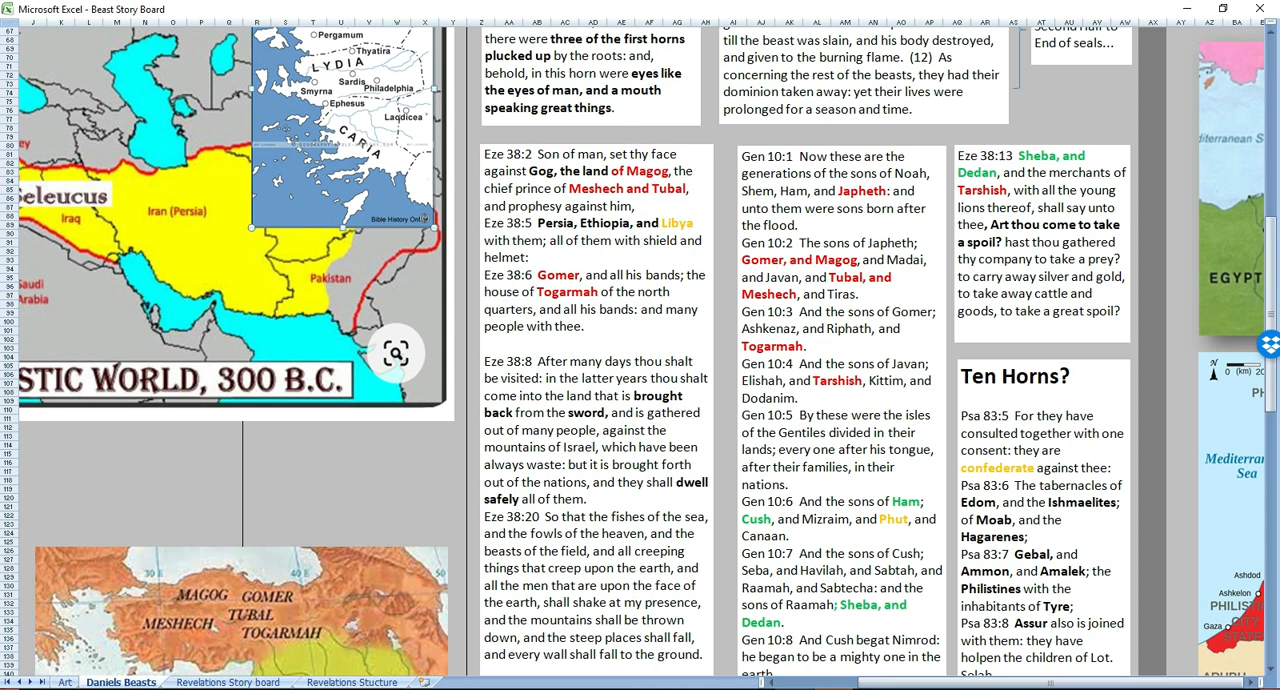 Microsoft Excel - Beast Story Board
Pergamum
Thyatira
LYDIA
Sardis
Philadelphia
Smyrna
Ephesus
Laodicea
CARIA
Seleucus
Iraq
Iran (Persia)
Pakistan
Saudi
Arabia
STIC WORLD, 300 B.C.
MAGOG GOMER
TUBAL
MESHECH
TOGARMAH
there were three of the first horns
plucked up by the roots: and,
behold, in this horn were eyes like
the eyes of man, and a mouth
speaking great things.
till the beast was slain, and his body destroyed,
and given to the burning flame.  (12)  As
concerning the rest of the beasts, they had their
dominion taken away: yet their lives were
prolonged for a season and time.
End of seals...
Eze 38:2  Son of man, set thy face
against Gog, the land of Magog, the
chief prince of Meshech and Tubal,
and prophesy against him,
Eze 38:5  Persia, Ethiopia, and Libya
with them; all of them with shield and
helmet:
Eze 38:6  Gomer, and all his bands; the
house of Togarmah of the north
quarters, and all his bands: and many
people with thee.
Eze 38:8  After many days thou shalt
be visited: in the latter years thou shalt
come into the land that is brought
back from the sword, and is gathered
out of many people, against the
mountains of Israel, which have been
always waste: but it is brought forth
out of the nations, and they shall dwell
safely all of them.
Eze 38:20  So that the fishes of the sea,
and the fowls of the heaven, and the
beasts of the field, and all creeping
things that creep upon the earth, and
all the men that are upon the face of
the earth, shall shake at my presence,
and the mountains shall be thrown
down, and the steep places shall fall,
and every wall shall fall to the ground.
Gen 10:1  Now these are the
generations of the sons of Noah,
Shem, Ham, and Japheth: and
unto them were sons born after
the flood.
Gen 10:2  The sons of Japheth;
Gomer, and Magog, and Madai,
and Javan, and Tubal, and
Meshech, and Tiras.
Gen 10:3  And the sons of Gomer;
Ashkenaz, and Riphath, and
Togarmah.
Gen 10:4  And the sons of Javan;
Elishah, and Tarshish, Kittim, and
Dodanim.
Gen 10:5  By these were the isles
of the Gentiles divided in their
lands; every one after his tongue,
after their families, in their
nations.
Gen 10:6  And the sons of Ham;
Cush, and Mizraim, and Phut, and
Canaan.
Gen 10:7  And the sons of Cush;
Seba, and Havilah, and Sabtah, and
Raamah, and Sabtecha: and the
sons of Raamah; Sheba, and
Dedan.
Gen 10:8  And Cush begat Nimrod:
he began to be a mighty one in the
earth.
Eze 38:13  Sheba, and
Dedan, and the merchants of
Tarshish, with all the young
lions thereof, shall say unto
thee, Art thou come to take
a spoil? hast thou gathered
thy company to take a prey?
to carry away silver and gold,
to take away cattle and
goods, to take a great spoil?
Ten Horns?
Psa 83:5  For they have
consulted together with one
consent: they are
confederate against thee:
Psa 83:6  The tabernacles of
Edom, and the Ishmaelites;
of Moab, and the
Hagarenes;
Psa 83:7  Gebal, and
Ammon, and Amalek; the
Philistines with the
inhabitants of Tyre;
Psa 83:8  Assur also is joined
with them: they have
holpen the children of Lot.
Selah.
EGYPT
N
0 (km) 20
PH
Mediterran
Sea
Ashdod
Ashkelon
Gaza
Art
Daniels Beasts
Revelations Story board
Revelations Stucture